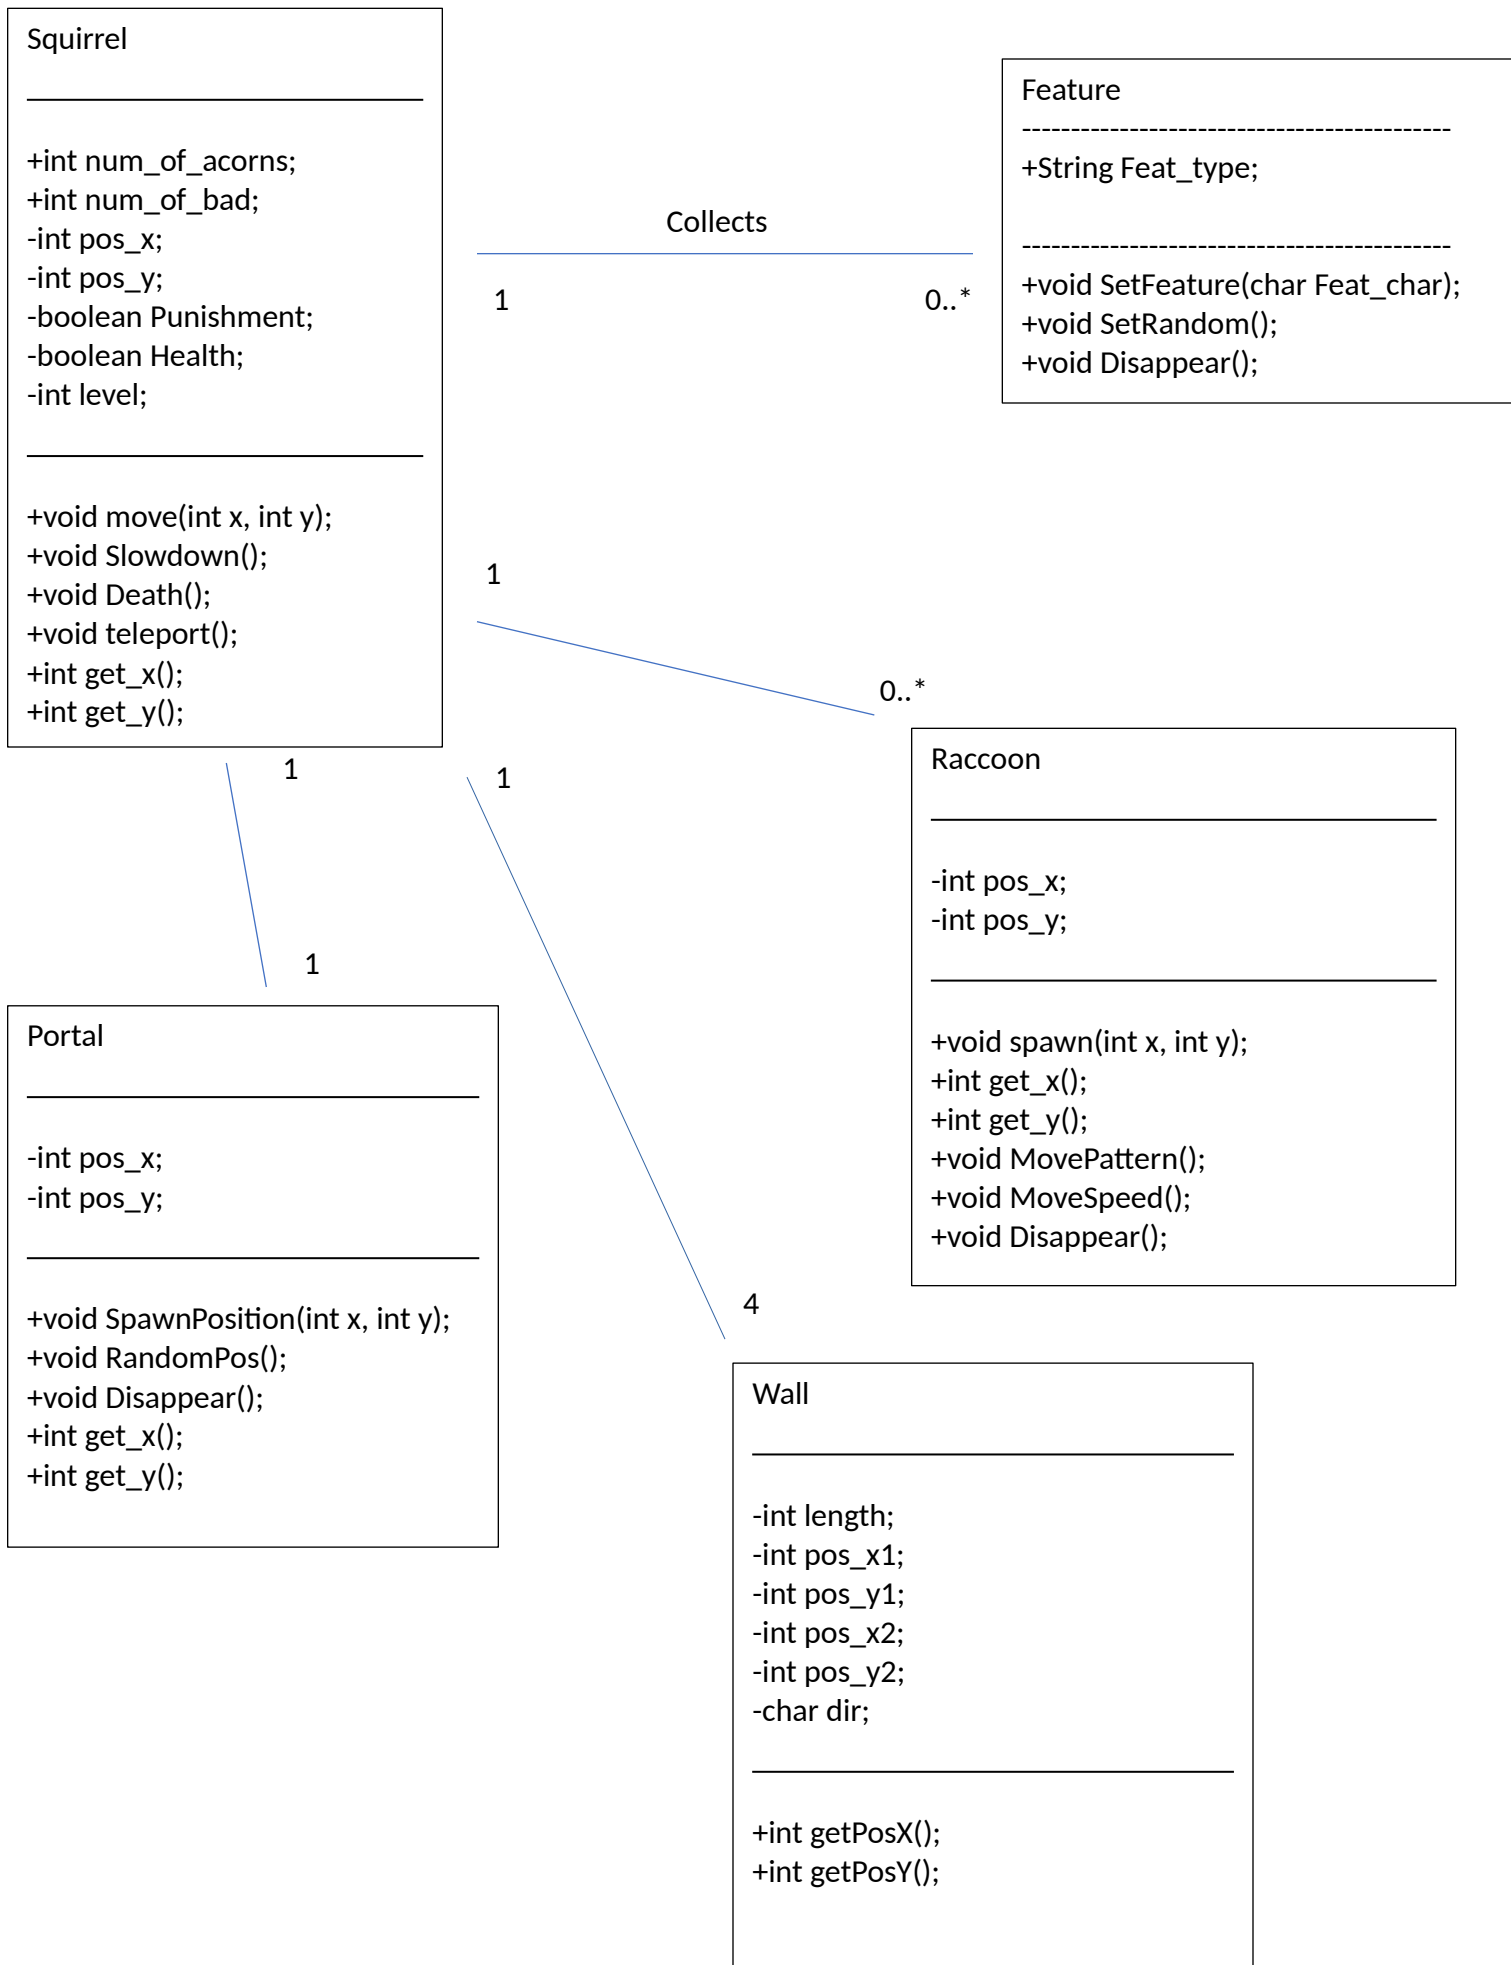 Squirrel
+int num_of_acorns;
+int num_of_bad;
-int pos_x;
-int pos_y;
-boolean Punishment;
-boolean Health;
-int level;
+void move(int x, int y);
+void Slowdown();
+void Death();
+void teleport();
+int get_x();
+int get_y();
Feature
--------------------------------------------
+String Feat_type;
--------------------------------------------
+void SetFeature(char Feat_char);
+void SetRandom();
+void Disappear();
Collects
1
0..*
1
0..*
1
1
1
4
Raccoon
-int pos_x;
-int pos_y;
+void spawn(int x, int y);
+int get_x();
+int get_y();
+void MovePattern();
+void MoveSpeed();
+void Disappear();
Portal
-int pos_x;
-int pos_y;
+void SpawnPosition(int x, int y);
+void RandomPos();
+void Disappear();
+int get_x();
+int get_y();
Wall
-int length;
-int pos_x1;
-int pos_y1;
-int pos_x2;
-int pos_y2;
-char dir;
+int getPosX();
+int getPosY();